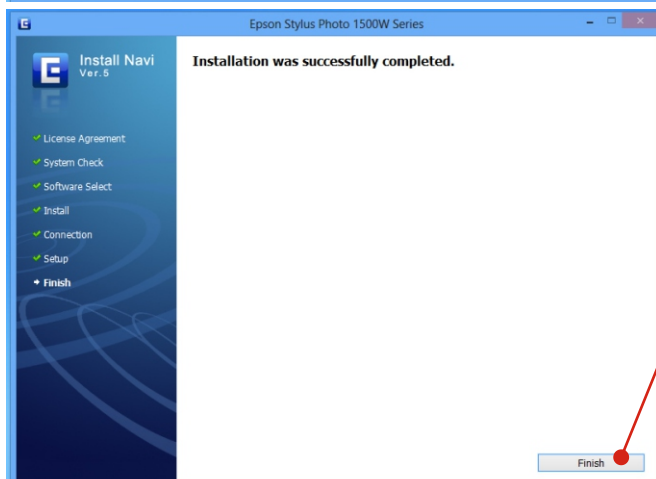 Epson Stylus Photo 1500W Series
Install Navi
Ver.5
Installation was successfully completed.
License Agreement
System Check
Software Select
Install
Connection
Setup
Finish
Finish